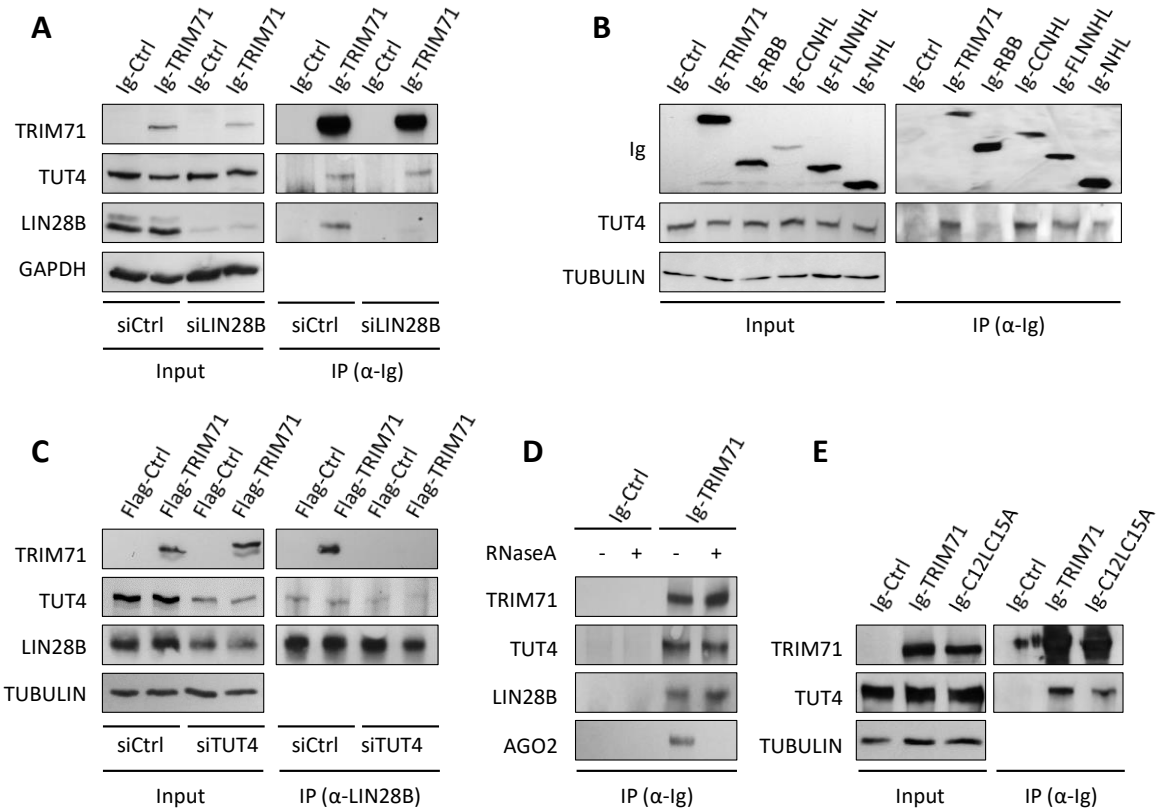 A
Ig-Ctrl
Ig-TRIM71
Ig-Ctrl
Ig-TRIM71
Ig-Ctrl
Ig-TRIM71
Ig-Ctrl
Ig-TRIM71
TRIM71
TUT4
LIN28B
GAPDH
siCtrl siLIN28B siCtrl siLIN28B
Input IP (α-Ig)
B
Ig-Ctrl
Ig-TRIM71
Ig-RBB
Ig-CCNHL
Ig-FLNNHL
Ig-NHL
Ig-Ctrl
Ig-TRIM71
Ig-RBB
Ig-CCNHL
Ig-FLNNHL
Ig-NHL
Ig
TUT4
TUBULIN
Input IP (α-Ig)
C
Flag-Ctrl
Flag-TRIM71
Flag-Ctrl
Flag-TRIM71
Flag-Ctrl
Flag-TRIM71
Flag-Ctrl
Flag-TRIM71
TRIM71
TUT4
LIN28B
TUBULIN
siCtrl siTUT4 siCtrl siTUT4
Input IP (α-LIN28B)
D
Ig-Ctrl
Ig-TRIM71
RNaseA - + - +
TRIM71
TUT4
LIN28B
AGO2
IP (α-Ig)
E
Ig-Ctrl
Ig-TRIM71
Ig-C12LC15A
Ig-Ctrl
Ig-TRIM71
Ig-C12LC15A
TRIM71
TUT4
TUBULIN
Input IP (α-Ig)